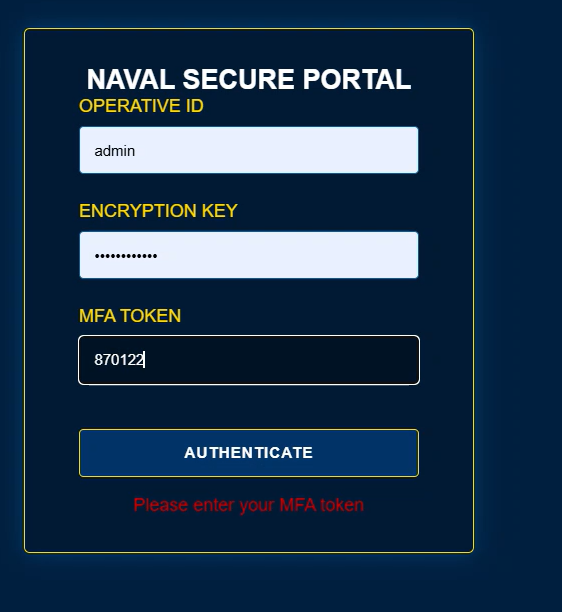 NAVAL SECURE PORTAL
OPERATIVE ID
admin
ENCRYPTION KEY
••••••••••••
MFA TOKEN
870122
AUTHENTICATE
Please enter your MFA token